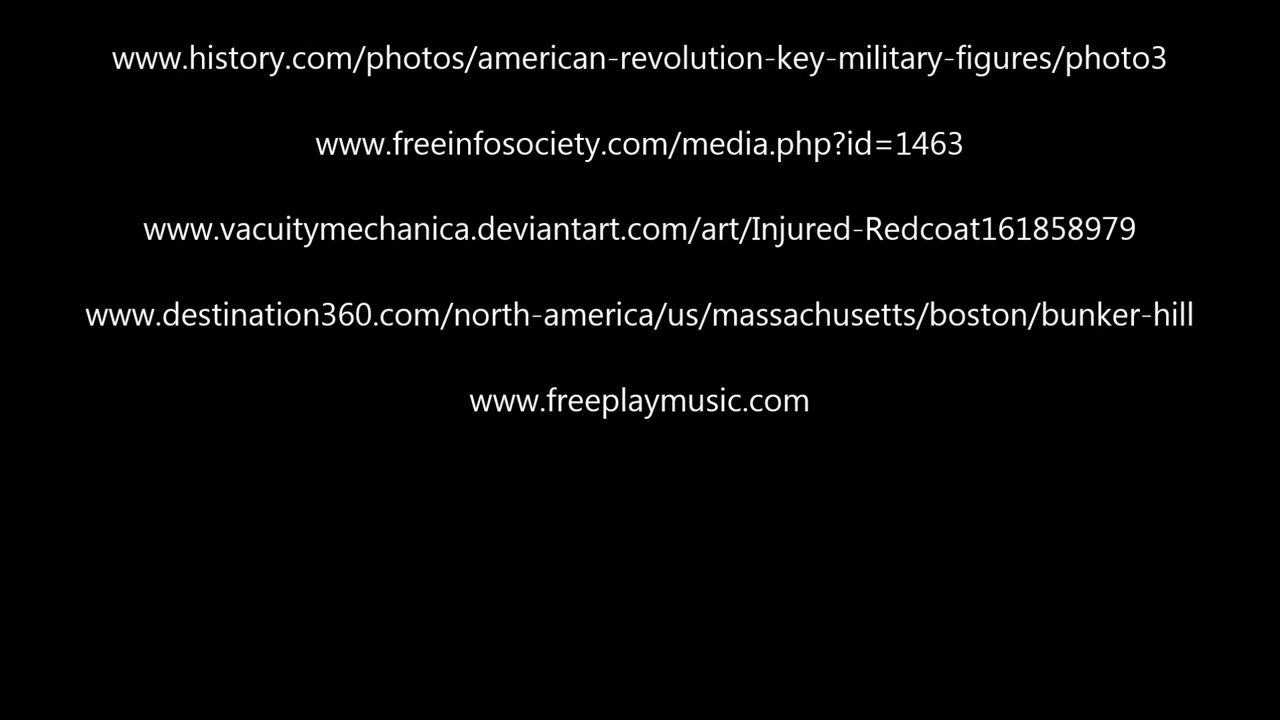 www.history.com/photos/american-revolution-key-military-figures/photo3
www.freeinfosociety.com/media.php?id=1463
www.vacuitymechanica.deviantart.com/art/Injured-Redcoat161858979
www.destination360.com/north-america/us/massachusetts/boston/bunker-hill
www.freeplaymusic.com